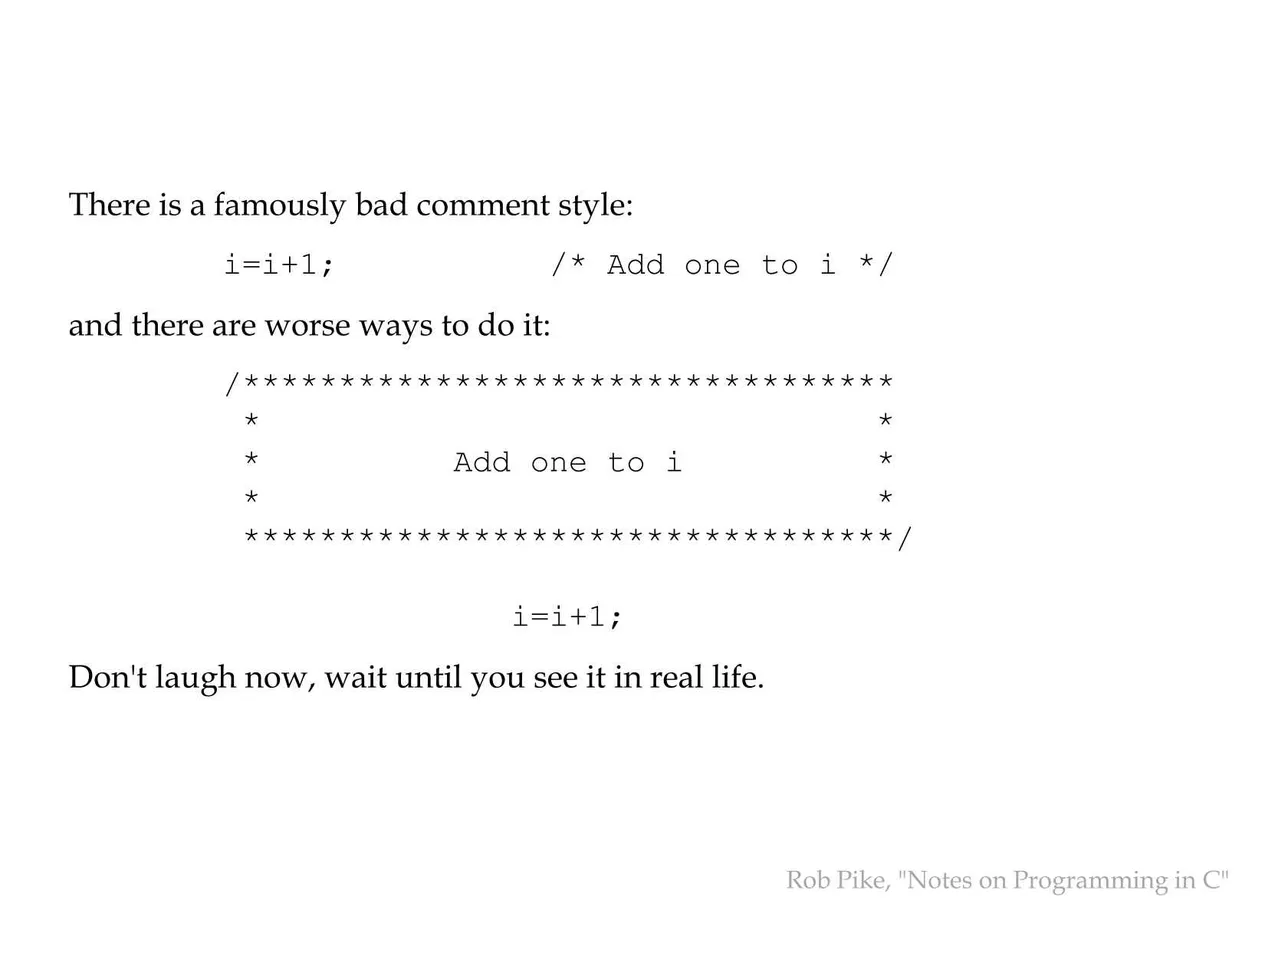 There is a famously bad comment style:
i=i+1;                /* Add one to i */
and there are worse ways to do it:
/**********************************
 *                                *
 *          Add one to i          *
 *                                *
 **********************************/
i=i+1;
Don't laugh now, wait until you see it in real life.
Rob Pike, "Notes on Programming in C"